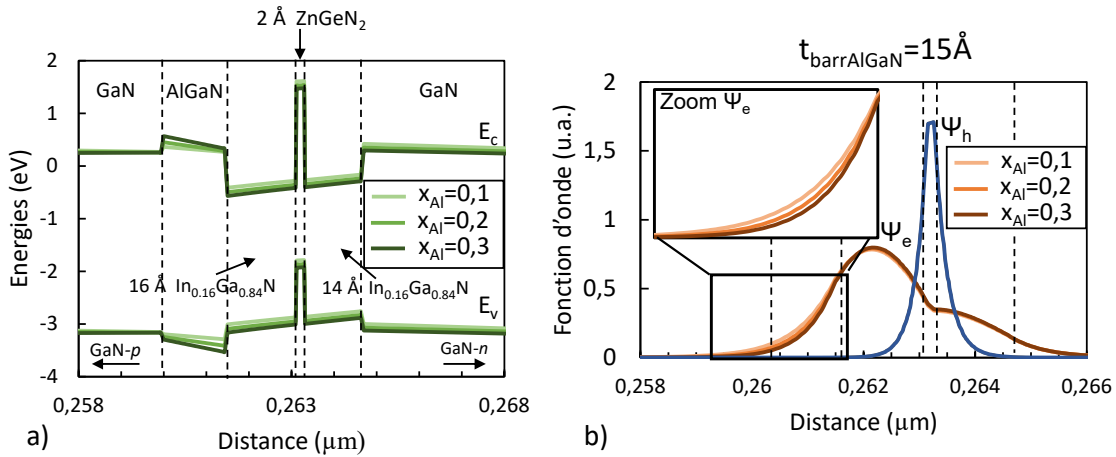 2 Å ZnGeN2
GaN
AlGaN
GaN
Ec
xAl=0,1
xAl=0,2
xAl=0,3
16 Å In0.16Ga0.84N
14 Å In0.16Ga0.84N
Ev
GaN-p
GaN-n
2
1
0
-1
-2
-3
-4
Energies (eV)
0,258
0,263
0,268
Distance (µm)
a)
tbarrAlGaN=15Å
Zoom Ψe
Ψh
xAl=0,1
xAl=0,2
xAl=0,3
Ψe
2
1,5
1
0,5
0
Fonction d'onde (u.a.)
0,258
0,26
0,262
0,264
0,266
Distance (µm)
b)